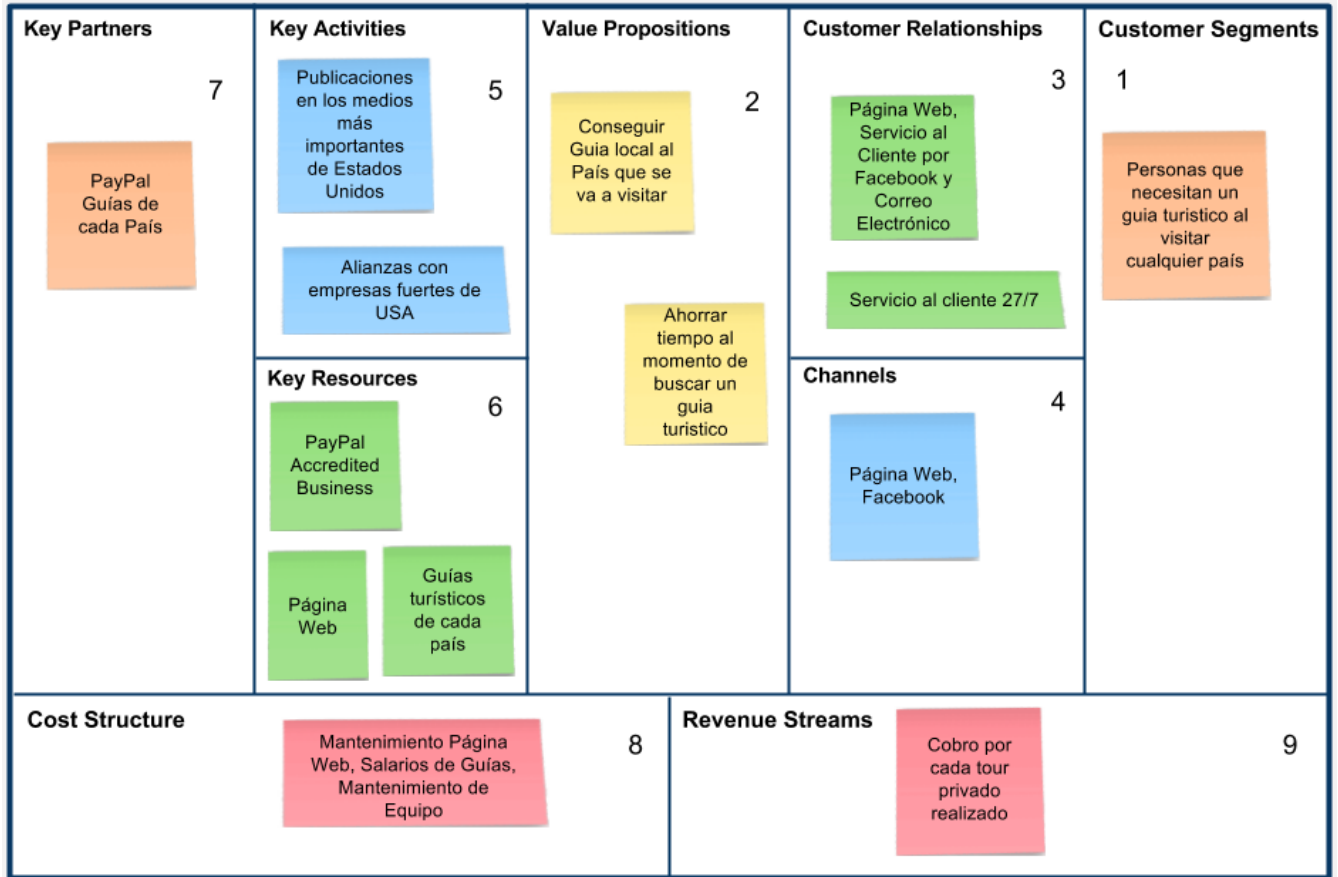 Key Partners
7
PayPal
Guías de
cada País
Key Activities
5
Publicaciones
en los medios
más
importantes
de Estados
Unidos
Alianzas con
empresas fuertes de
USA
Key Resources
6
PayPal
Accredited
Business
Página
Web
Guías
turísticos
de cada
país
Value Propositions
2
Conseguir
Guia local al
País que se
va a visitar
Ahorrar
tiempo al
momento de
buscar un
guia
turistico
Customer Relationships
3
Página Web,
Servicio al
Cliente por
Facebook y
Correo
Electrónico
Servicio al cliente 27/7
Channels
4
Página Web,
Facebook
Customer Segments
1
Personas que
necesitan un
guia turistico al
visitar
cualquier país
Cost Structure
8
Mantenimiento Página
Web, Salarios de Guías,
Mantenimiento de
Equipo
Revenue Streams
9
Cobro por
cada tour
privado
realizado